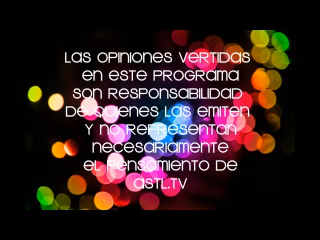 Las opiniones vertidas
en este programa
son responsabilidad
de quienes las emiten
y no representan
necesariamente
el pensamiento de
ASTL.TV